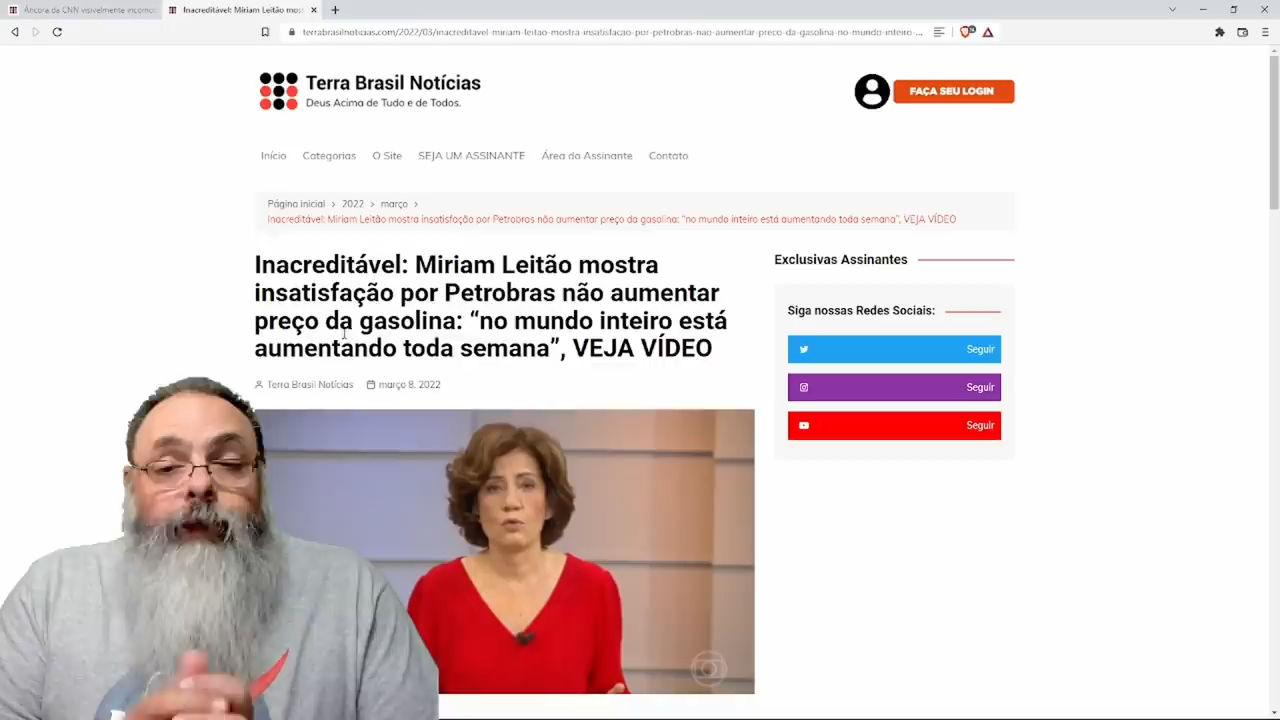 Âncora da CNN visivelmente incomoc
Inacreditável: Miriam Leitão mos
terrabrasilnoticias.com/2022/03/inacreditavel-miriam-leitao-mostra-insatisfacao-por-petrobras-nao-aumentar-preco-da-gasolina-no-mundo-inteiro-...
Terra Brasil Notícias
Deus Acima de Tudo e de Todos.
FAÇA SEU LOGIN
Início Categorias O Site SEJA UM ASSINANTE Área do Assinante Contato
Página inicial > 2022 > março >
Inacreditável: Miriam Leitão mostra insatisfação por Petrobras não aumentar preço da gasolina: “no mundo inteiro está aumentando toda semana”, VEJA VÍDEO
Inacreditável: Miriam Leitão mostra
insatisfação por Petrobras não aumentar
preço da gasolina: “no mundo inteiro está
aumentando toda semana”, VEJA VÍDEO
Terra Brasil Notícias março 8, 2022
Exclusivas Assinantes
Siga nossas Redes Sociais:
Seguir
Seguir
Seguir